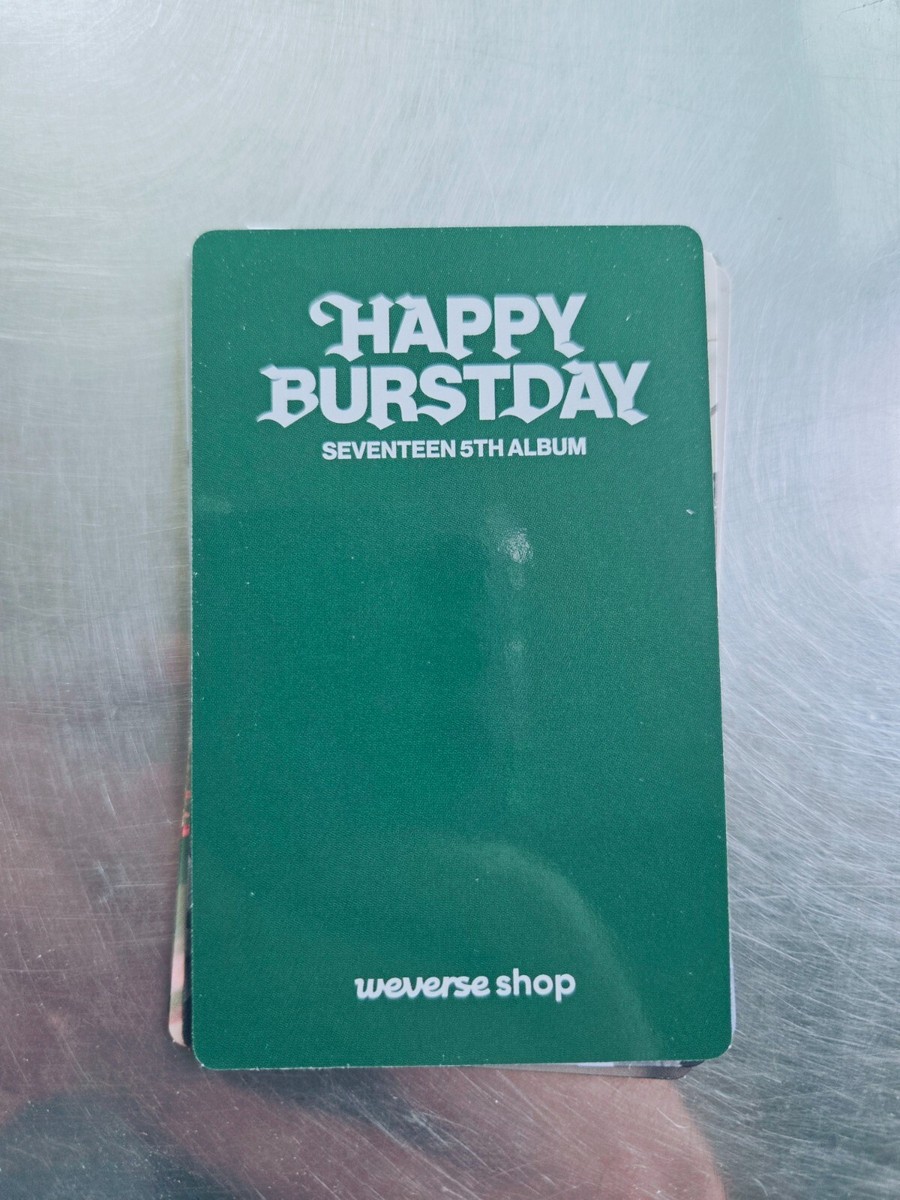 HAPPY
BURSTDAY
SEVENTEEN 5TH ALBUM
weverse shop